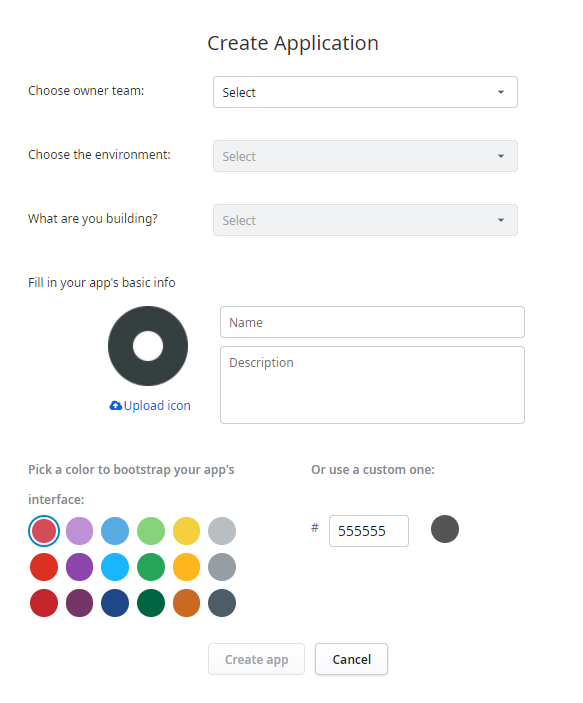 Create Application
Choose owner team:
Select
Choose the environment:
Select
What are you building?
Select
Fill in your app's basic info
Name
Description
Upload icon
Pick a color to bootstrap your app's
interface:
Or use a custom one:
# 555555
Create app
Cancel